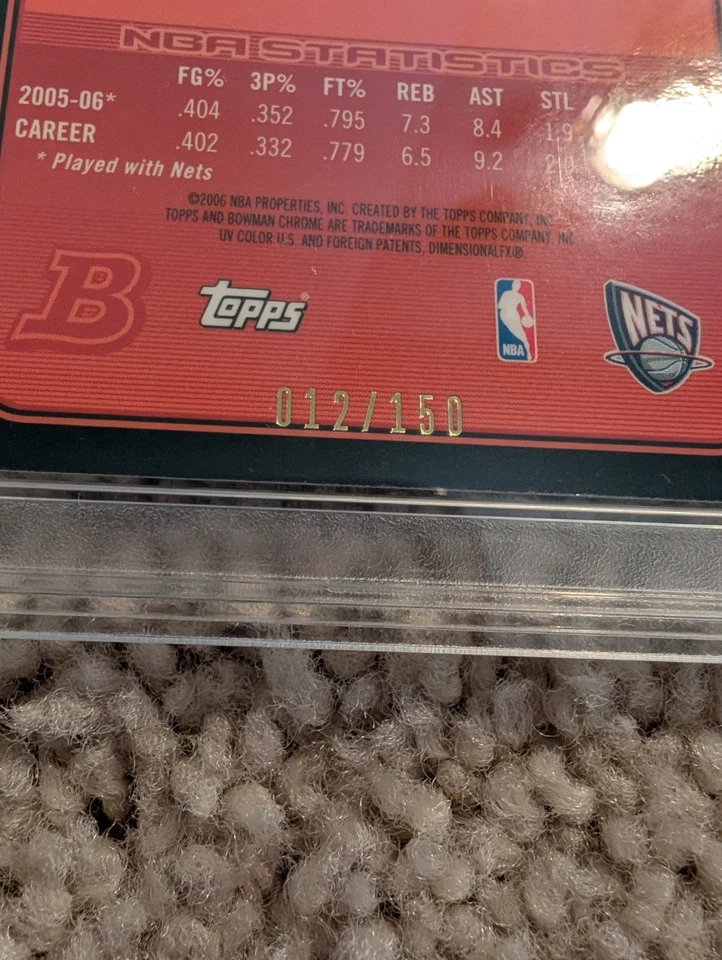 NBA STATISTICS
FG% 3P% FT% REB AST STL
2005-06* .404 .352 .795 7.3 8.4 1.9
CAREER .402 .332 .779 6.5 9.2
* Played with Nets
©2006 NBA PROPERTIES, INC. CREATED BY THE TOPPS COMPANY, INC.
TOPPS AND BOWMAN CHROME ARE TRADEMARKS OF THE TOPPS COMPANY, INC.
UV COLOR U.S. AND FOREIGN PATENTS, DIMENSIONALFX®
B topps® NBA NETS
012/150